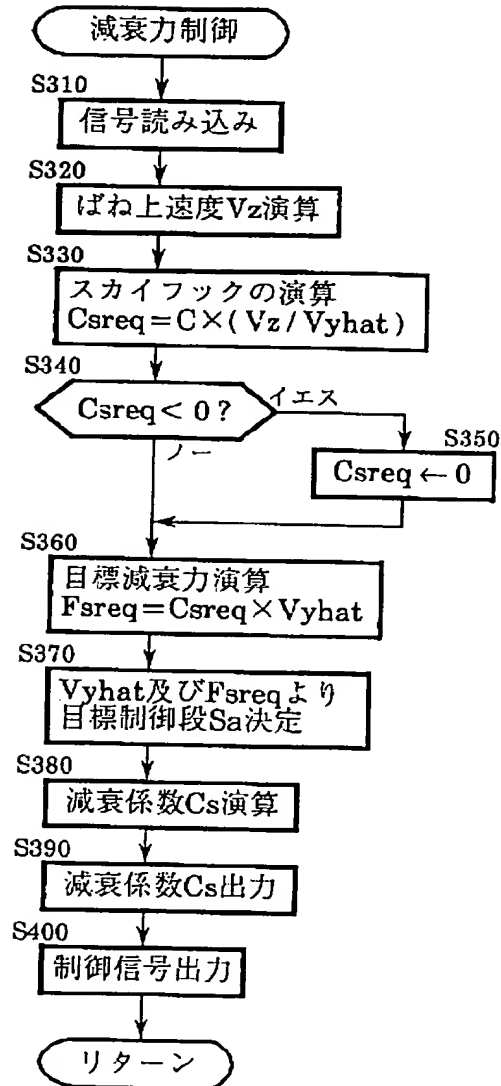 減衰力制御
S310
信号読み込み
S320
ばね上速度Vz演算
S330
スカイフックの演算
Csreq=C×(Vz/Vyhat)
S340
Csreq<0?
イエス
ノー
S350
Csreq←0
S360
目標減衰力演算
Fsreq=Csreq×Vyhat
S370
Vyhat及びFsreqより
目標制御段Sa決定
S380
減衰係数Cs演算
S390
減衰係数Cs出力
S400
制御信号出力
リターン